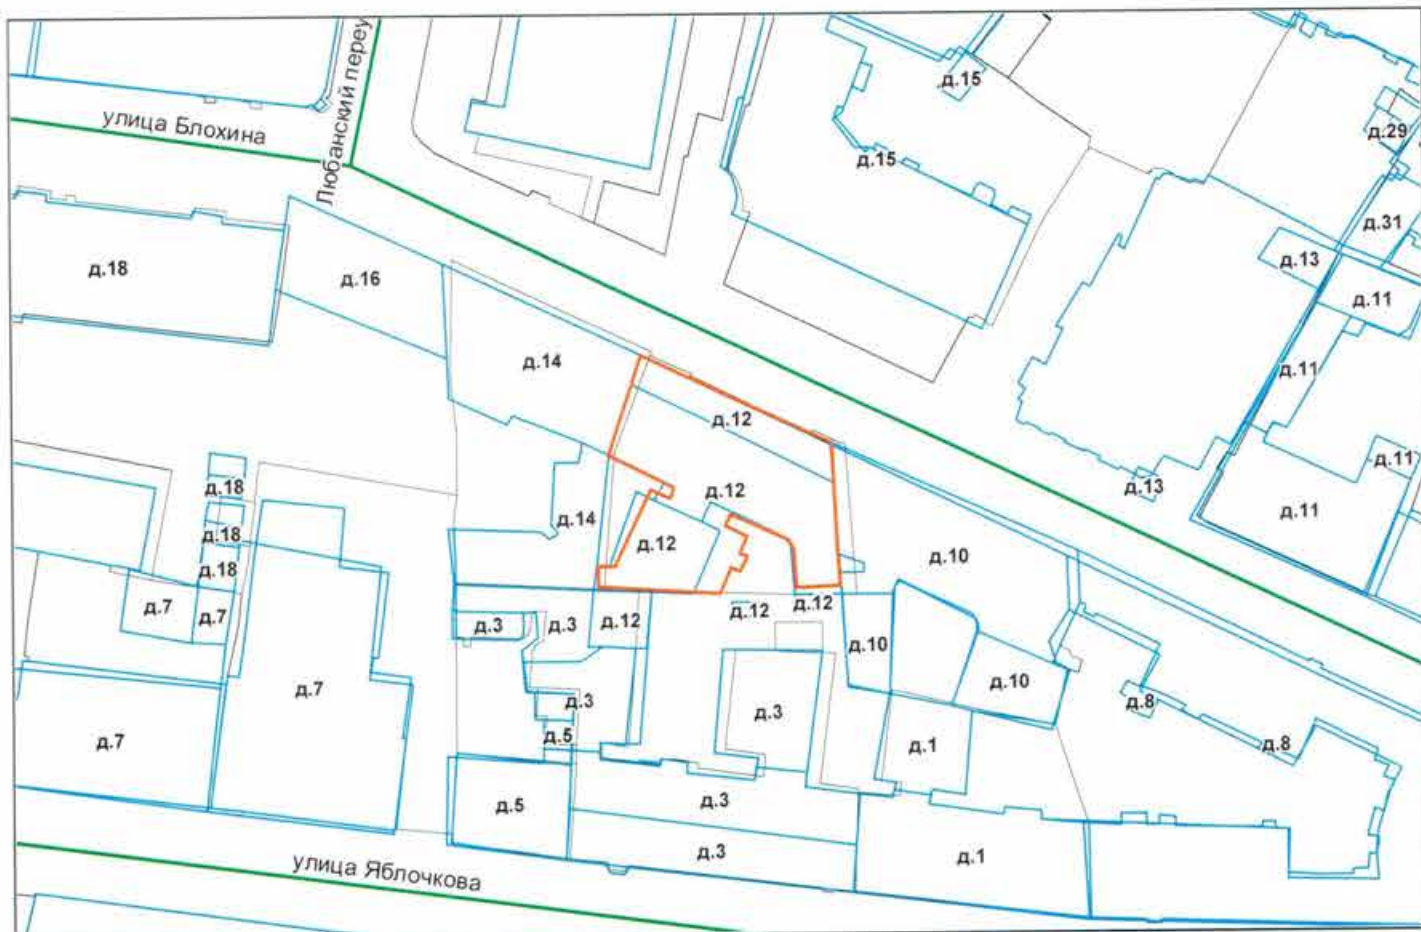 улица Блохина
Любанский переу
д.15
д.15
д.29
д.31
д.13
д.11
д.18
д.16
д.14
д.12
д.11
д.11
д.13
д.11
д.18
д.18
д.18
д.14
д.12
д.12
д.10
д.7
д.7
д.3
д.3
д.12
д.12
д.12
д.10
д.10
д.8
д.8
д.7
д.7
д.3
д.5
д.3
д.1
д.5
д.3
д.3
д.1
улица Яблочкова